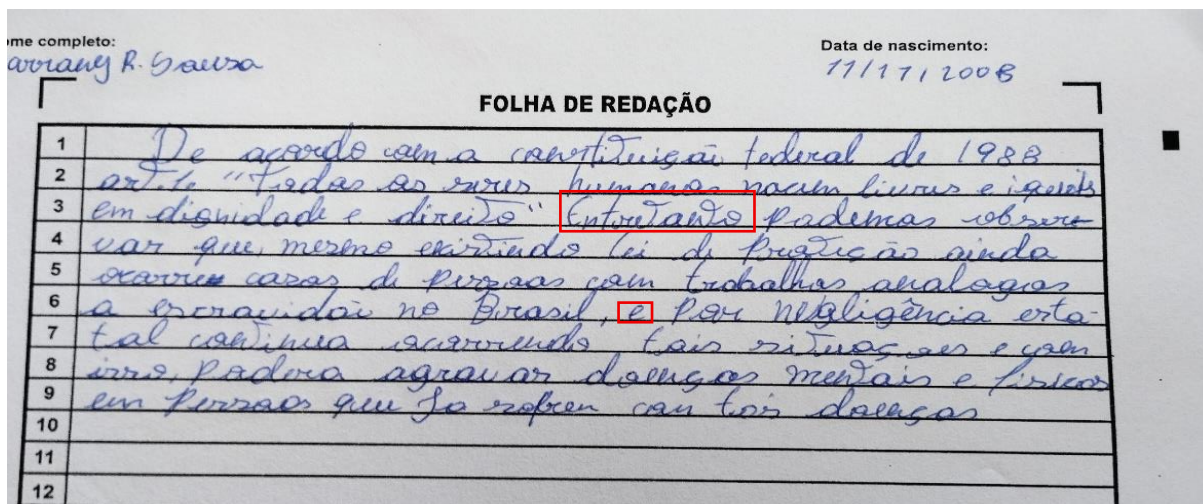 ome completo:
arrany R. Sousa
Data de nascimento:
11/11/2008
FOLHA DE REDAÇÃO
1 De acordo com a constituição federal de 1988
2 art.1º "Todos os seres humanos nacem livres e iguais
3 em dignidade e direito" Entretanto podemos obser-
4 var que, mesmo existindo lei de proteção ainda
5 ocorrem casos de pessoas com trabalhos analogos
6 a escravidão no Brasil, e por negligência esta-
7 tal continua ocorrendo tais situações e com
8 isso, podera agravar doenças mentais e fisicas
9 em pessoas que ja sofrem com tais doenças
10
11
12